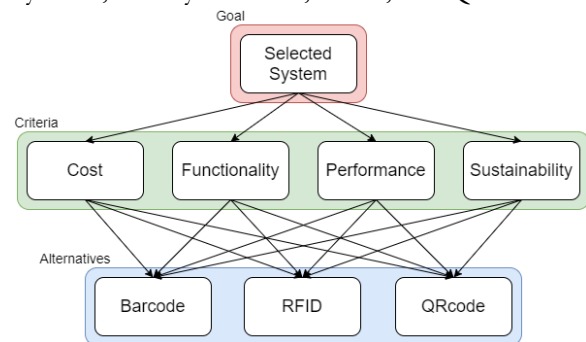 Goal
Selected
System
Criteria
Cost
Functionality
Performance
Sustainability
Alternatives
Barcode
RFID
QRcode